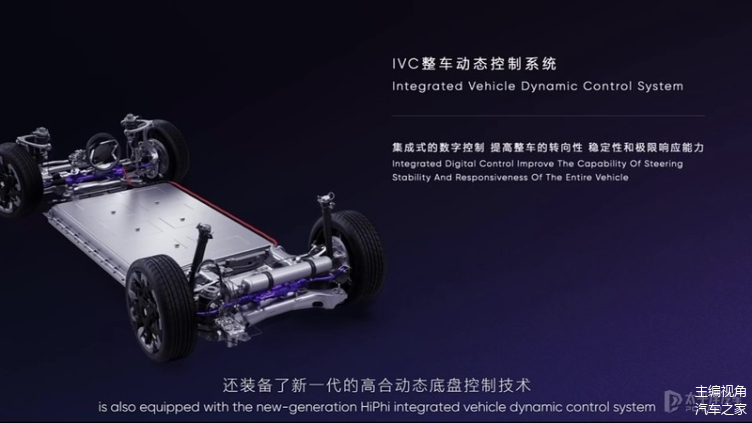 IVC整车动态控制系统
Integrated Vehicle Dynamic Control System
集成式的数字控制 提高整车的转向性 稳定性和极限响应能力
Integrated Digital Control Improve The Capability Of Steering
Stability And Responsiveness Of The Entire Vehicle
还装备了新一代的高合动态底盘控制技术
is also equipped with the new-generation HiPhi integrated vehicle dynamic control system
主编视角
汽车之家